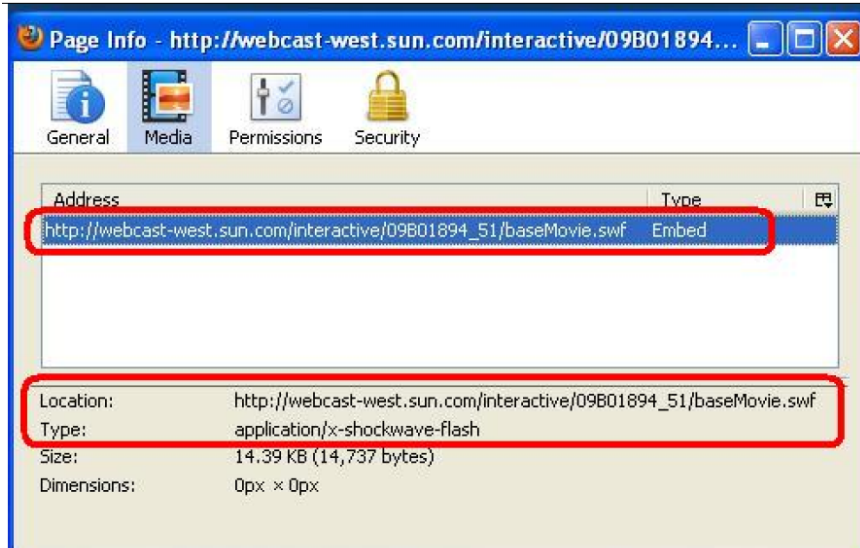 Page Info - http://webcast-west.sun.com/interactive/09B01894...
General Media Permissions Security
Address Type
http://webcast-west.sun.com/interactive/09B01894_51/baseMovie.swf Embed
Location: http://webcast-west.sun.com/interactive/09B01894_51/baseMovie.swf
Type: application/x-shockwave-flash
Size: 14.39 KB (14,737 bytes)
Dimensions: 0px × 0px